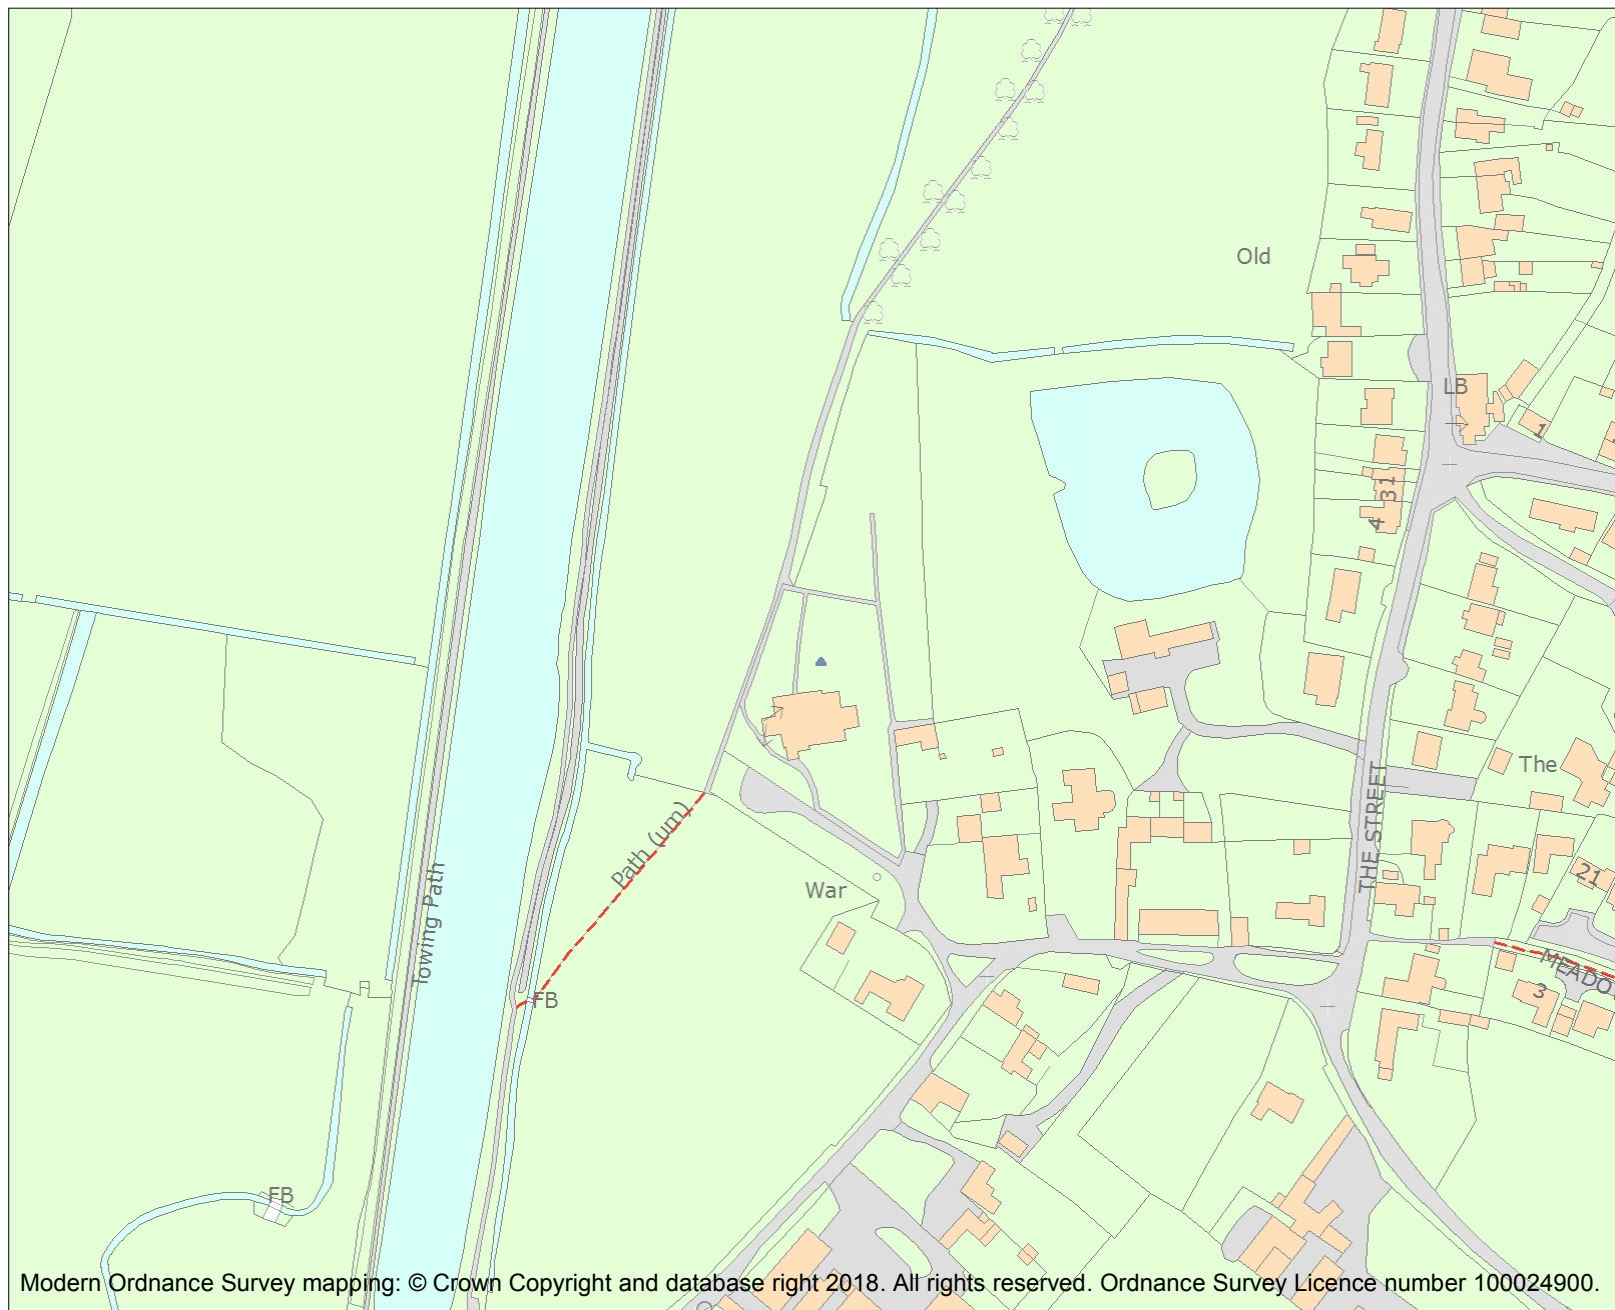 Old
LB
1
31
4
The
THE STREET
Path (um)
Towing Path
War
21
FB
MEADO
3
FB
Modern Ordnance Survey mapping: © Crown Copyright and database right 2018. All rights reserved. Ordnance Survey Licence number 100024900.